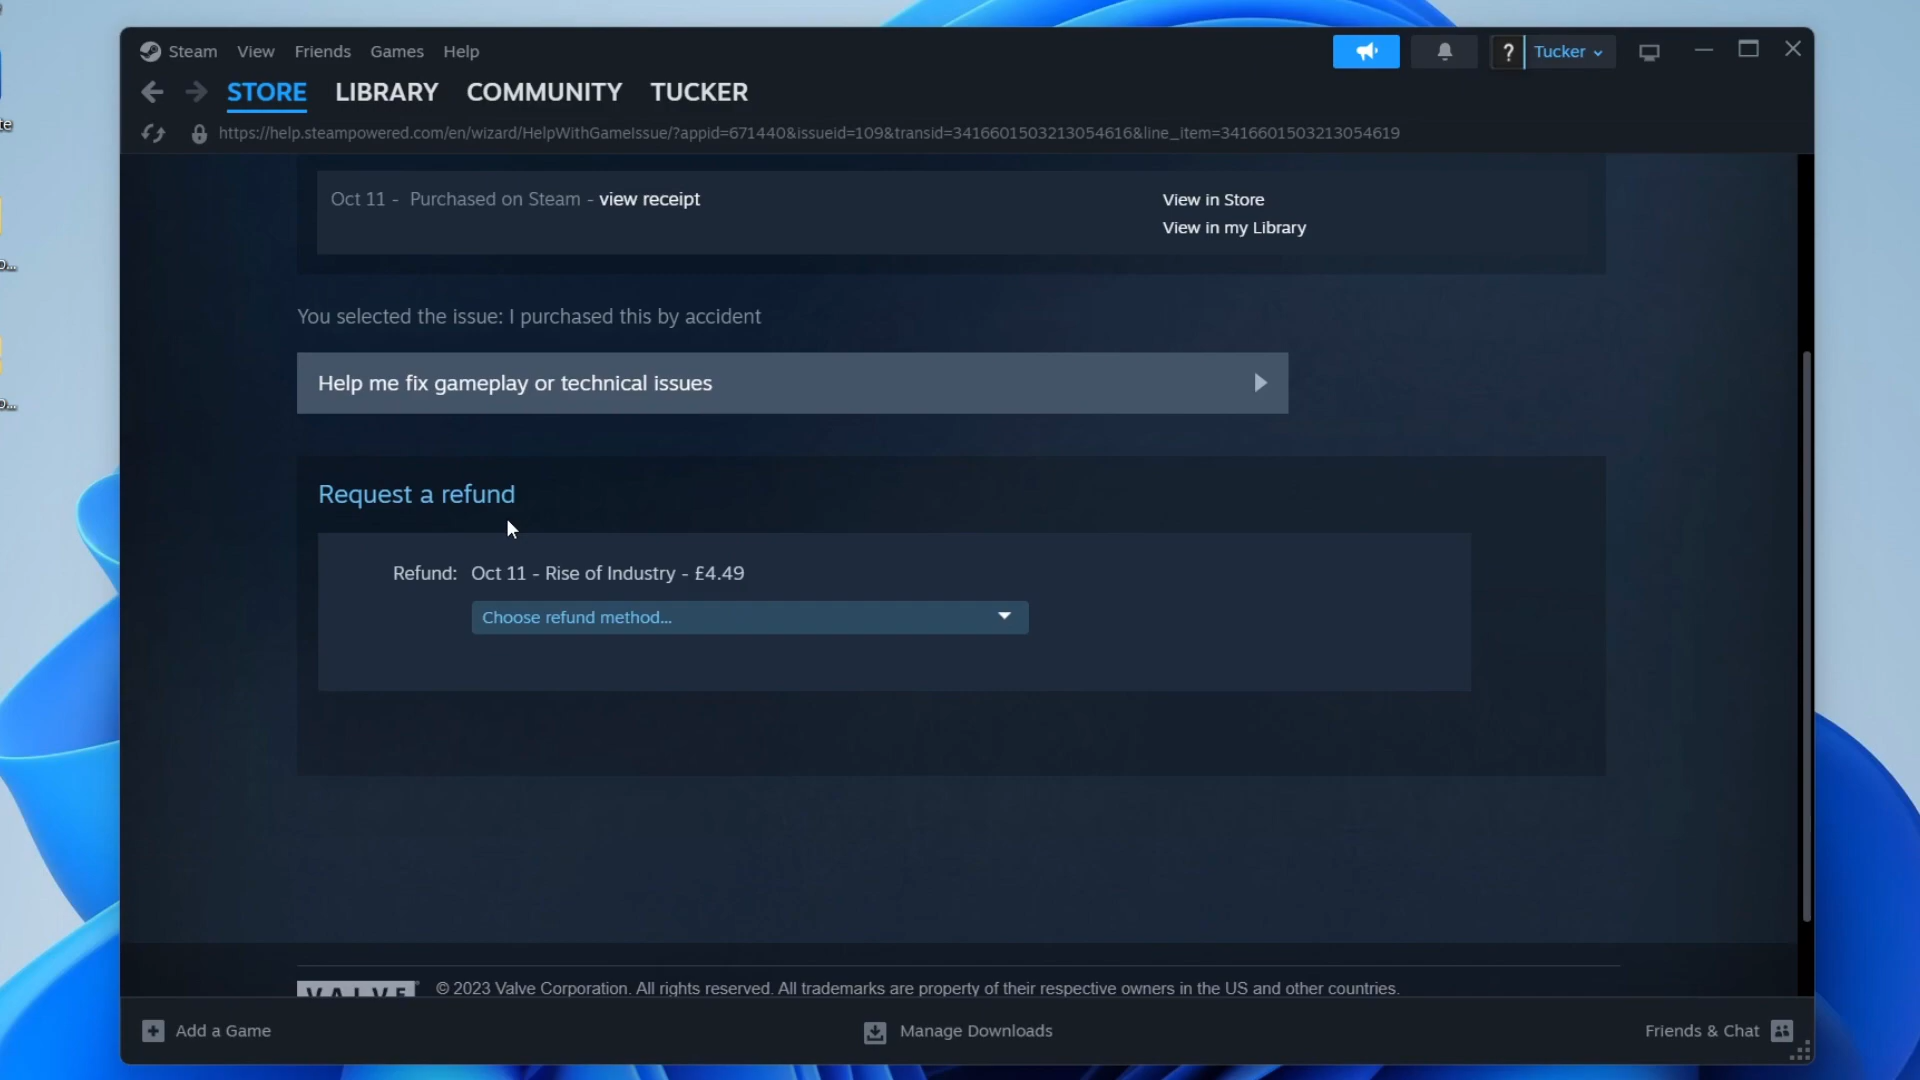 Steam View Friends Games Help
? Tucker
STORE LIBRARY COMMUNITY TUCKER
https://help.steampowered.com/en/wizard/HelpWithGameIssue/?appid=671440&issueid=109&transid=3416601503213054616&line_item=3416601503213054619
Oct 11 - Purchased on Steam - view receipt
View in Store
View in my Library
You selected the issue: I purchased this by accident
Help me fix gameplay or technical issues
Request a refund
Refund: Oct 11 - Rise of Industry - £4.49
Choose refund method...
VALVE © 2023 Valve Corporation. All rights reserved. All trademarks are property of their respective owners in the US and other countries.
Add a Game
Manage Downloads
Friends & Chat